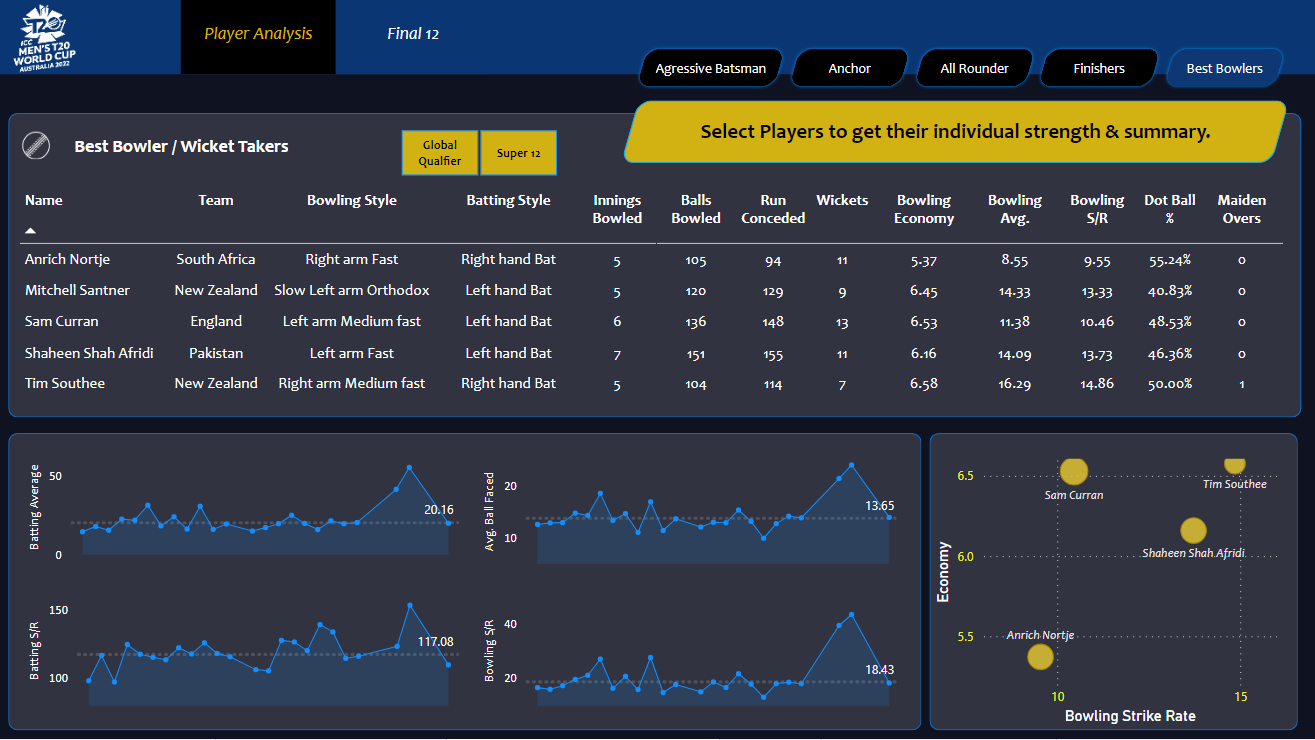 ICC
MEN'S T20
WORLD CUP
AUSTRALIA 2022
Player Analysis
Final 12
Agressive Batsman
Anchor
All Rounder
Finishers
Best Bowlers
Select Players to get their individual strength & summary.
Best Bowler / Wicket Takers
Global
Qualfier
Super 12
Name Team Bowling Style Batting Style Innings Bowled Balls Bowled Run Conceded Wickets Bowling Economy Bowling Avg. Bowling S/R Dot Ball % Maiden Overs
Anrich Nortje South Africa Right arm Fast Right hand Bat 5 105 94 11 5.37 8.55 9.55 55.24% 0
Mitchell Santner New Zealand Slow Left arm Orthodox Left hand Bat 5 120 129 9 6.45 14.33 13.33 40.83% 0
Sam Curran England Left arm Medium fast Left hand Bat 6 136 148 13 6.53 11.38 10.46 48.53% 0
Shaheen Shah Afridi Pakistan Left arm Fast Left hand Bat 7 151 155 11 6.16 14.09 13.73 46.36% 0
Tim Southee New Zealand Right arm Medium fast Right hand Bat 5 104 114 7 6.58 16.29 14.86 50.00% 1
Batting Average
50
0
20.16
Avg. Ball Faced
20
10
13.65
Batting S/R
150
100
117.08
Bowling S/R
40
20
18.43
Economy
6.5
6.0
5.5
Sam Curran
Tim Southee
Shaheen Shah Afridi
Anrich Nortje
10
15
Bowling Strike Rate